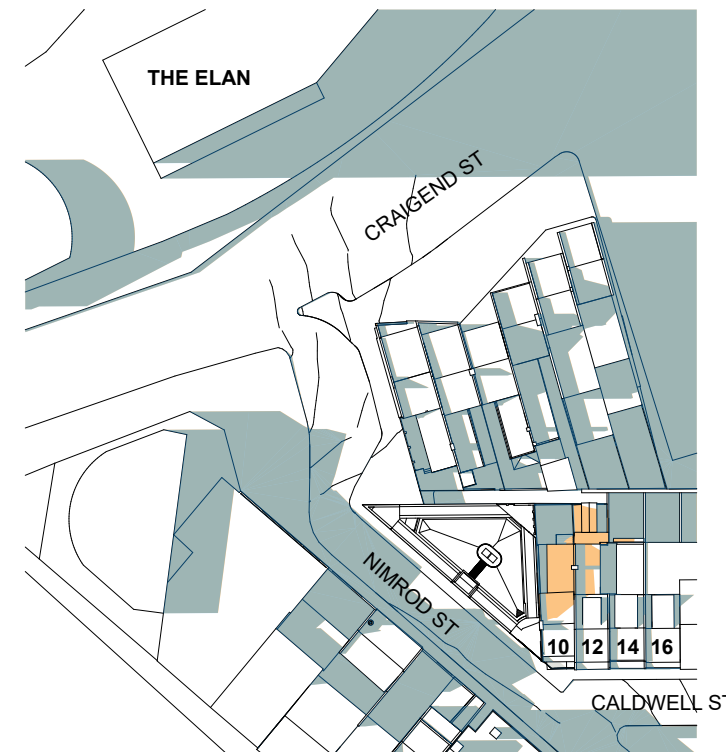 THE ELAN
CRAIGEND ST
NIMROD ST
10 12 14 16
CALDWELL ST